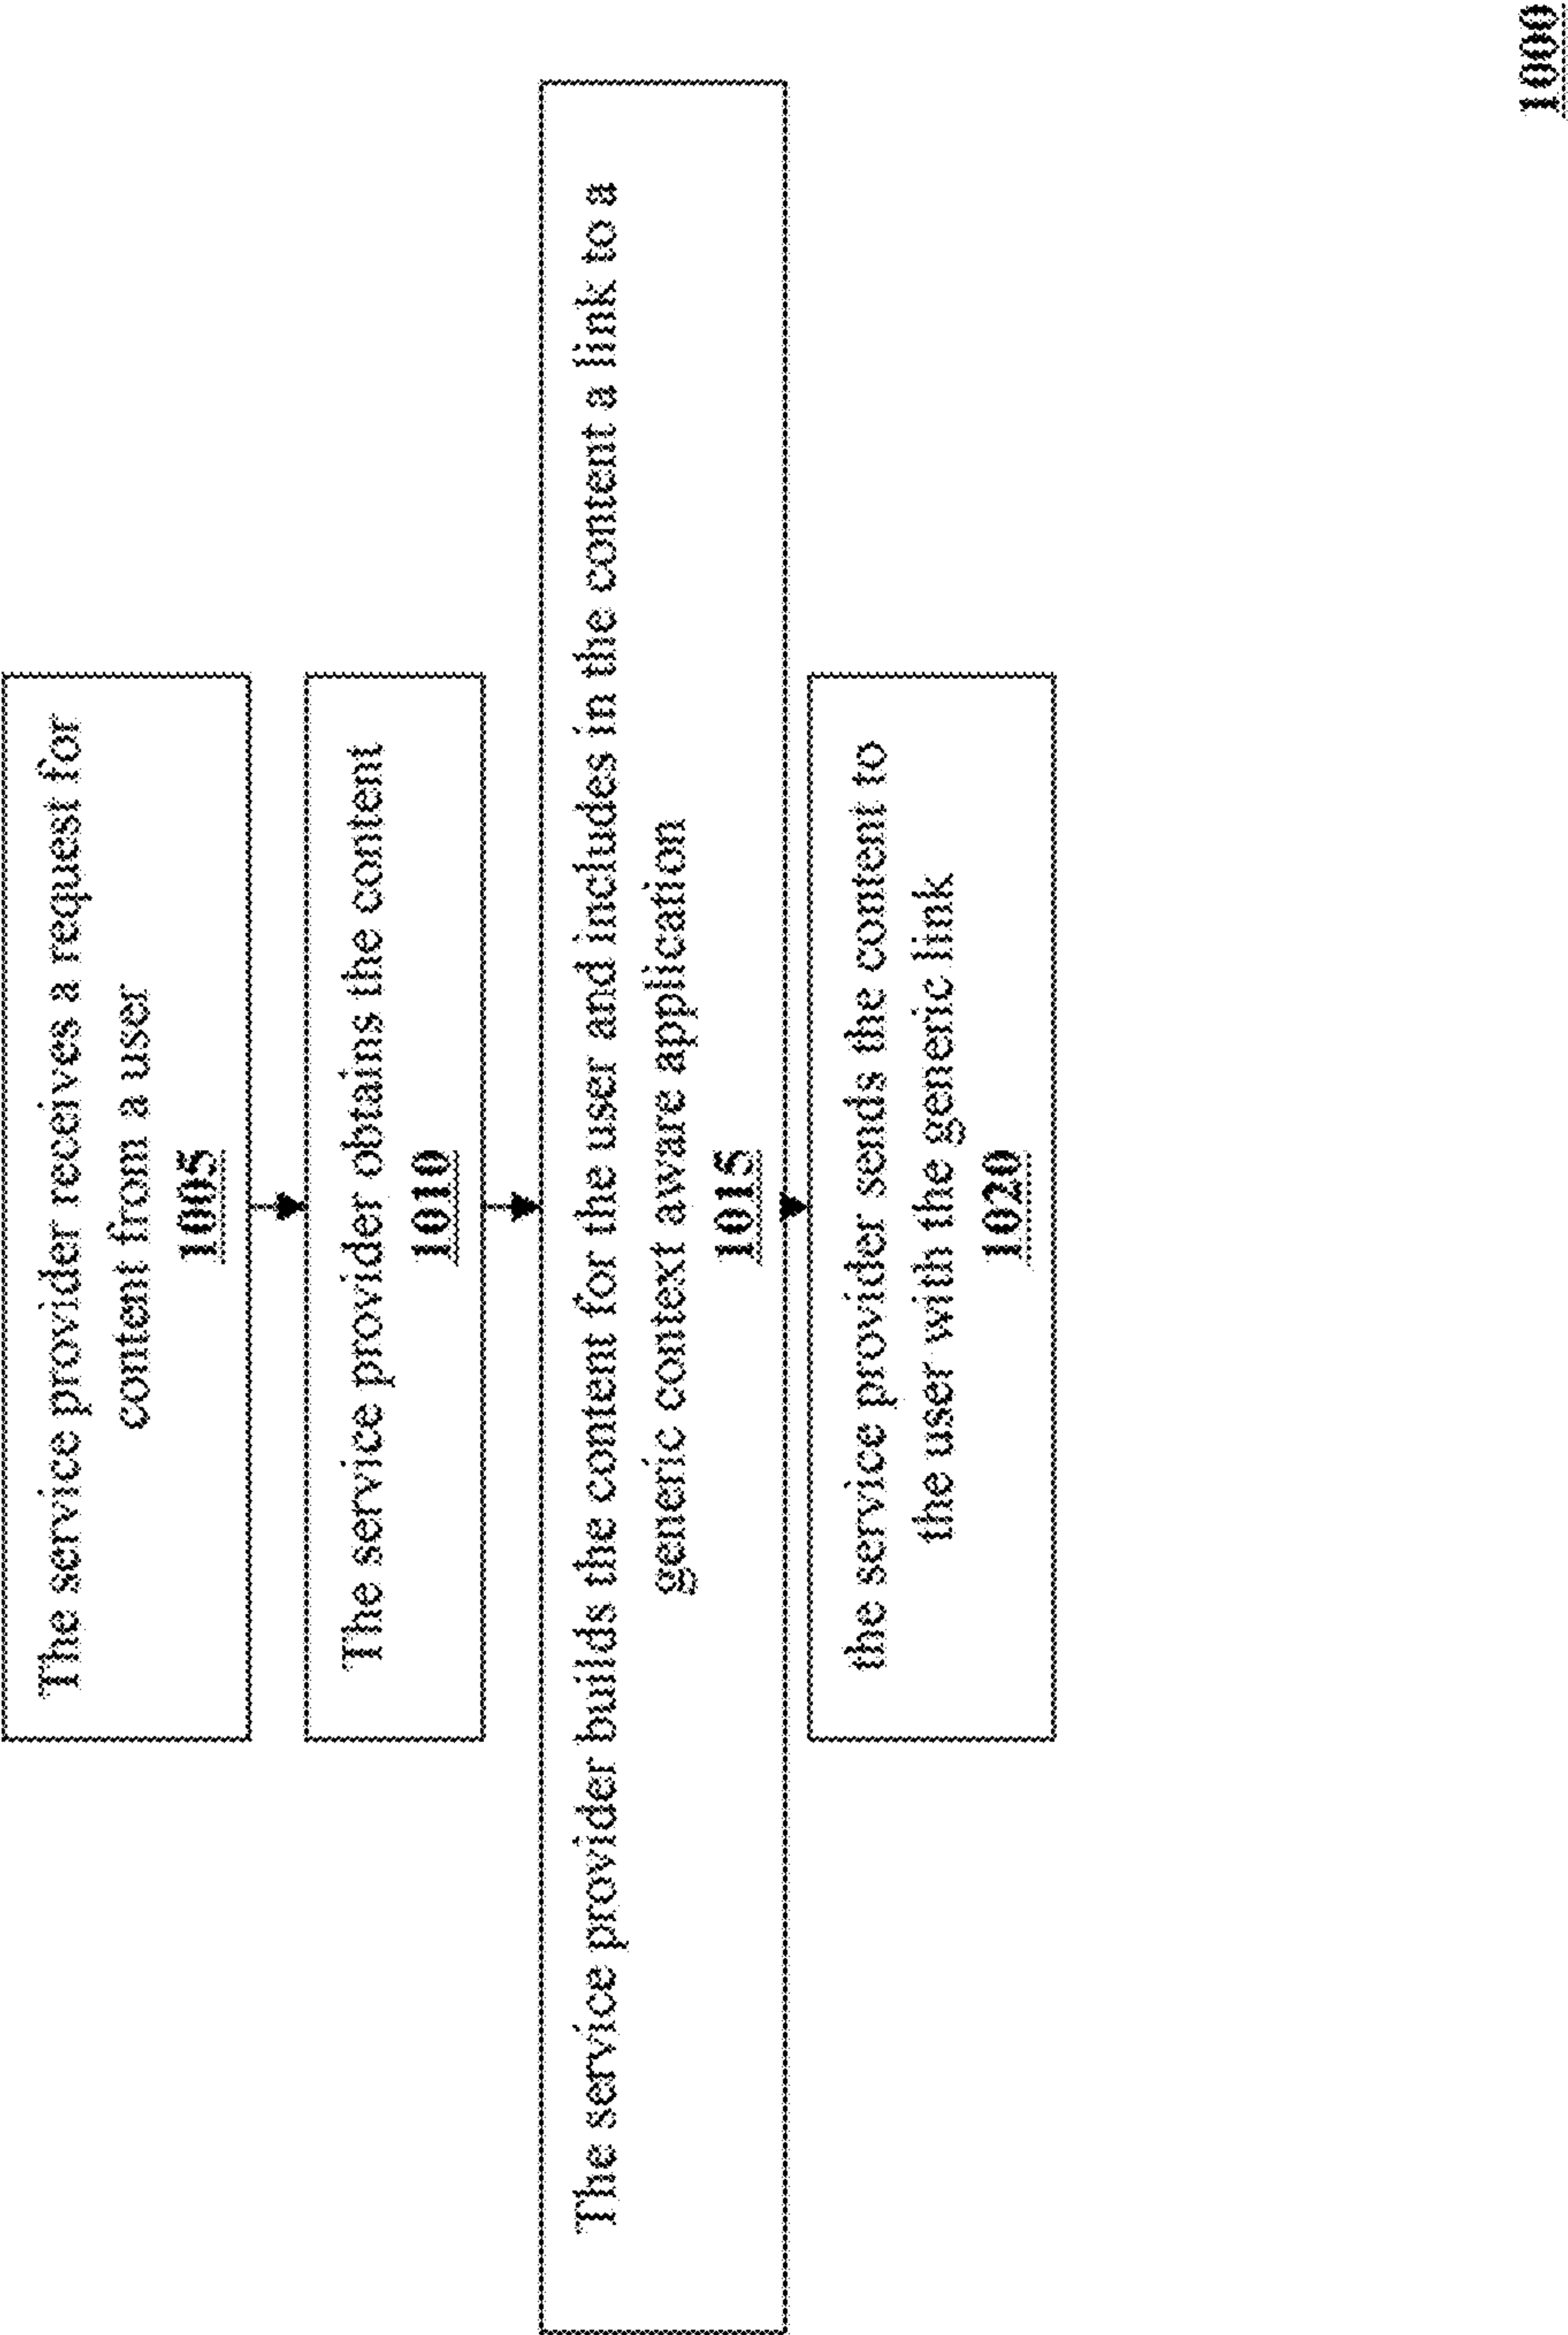 The service provider receives a request for
content from a user
1005
The service provider obtains the content
1010
The service provider builds the content for the user and includes in the content a link to a
generic context aware application
1015
the service provider sends the content to
the user with the generic link
1020
1000